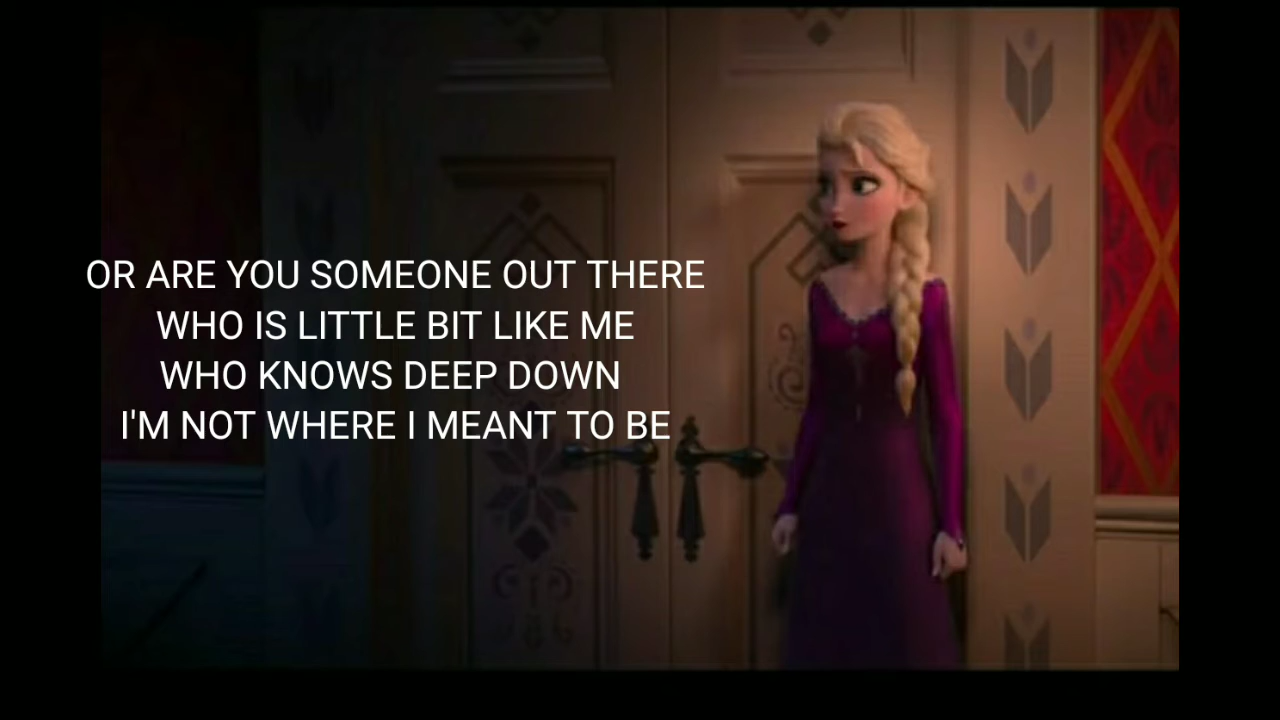 OR ARE YOU SOMEONE OUT THERE
WHO IS LITTLE BIT LIKE ME
WHO KNOWS DEEP DOWN
I'M NOT WHERE I MEANT TO BE